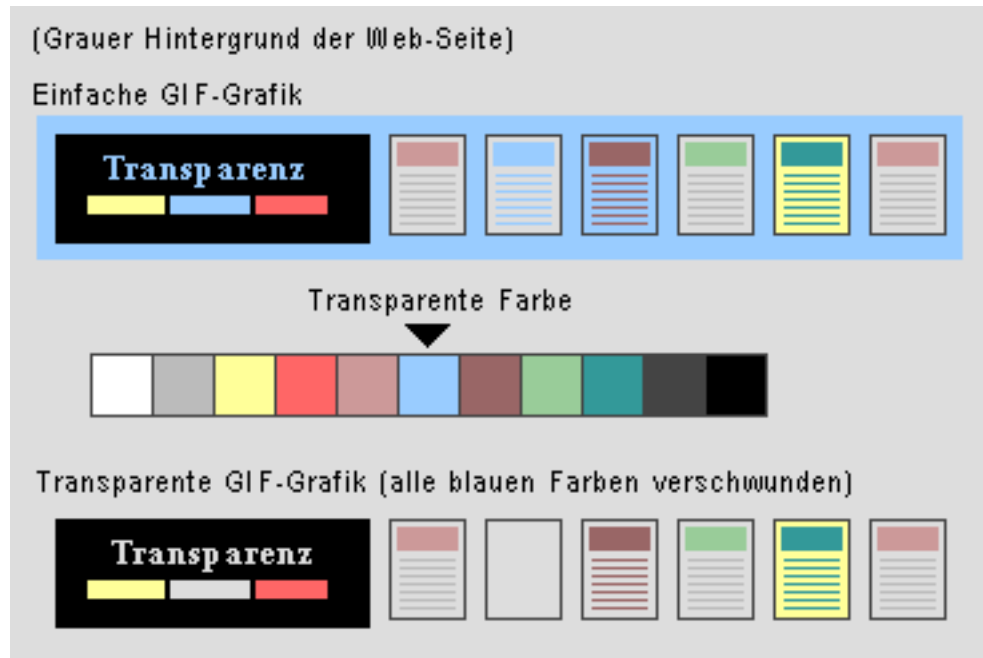 (Grauer Hintergrund der Web-Seite)
Einfache GIF-Grafik
Transparenz
Transparente Farbe
Transparente GIF-Grafik (alle blauen Farben verschwunden)
Transparenz